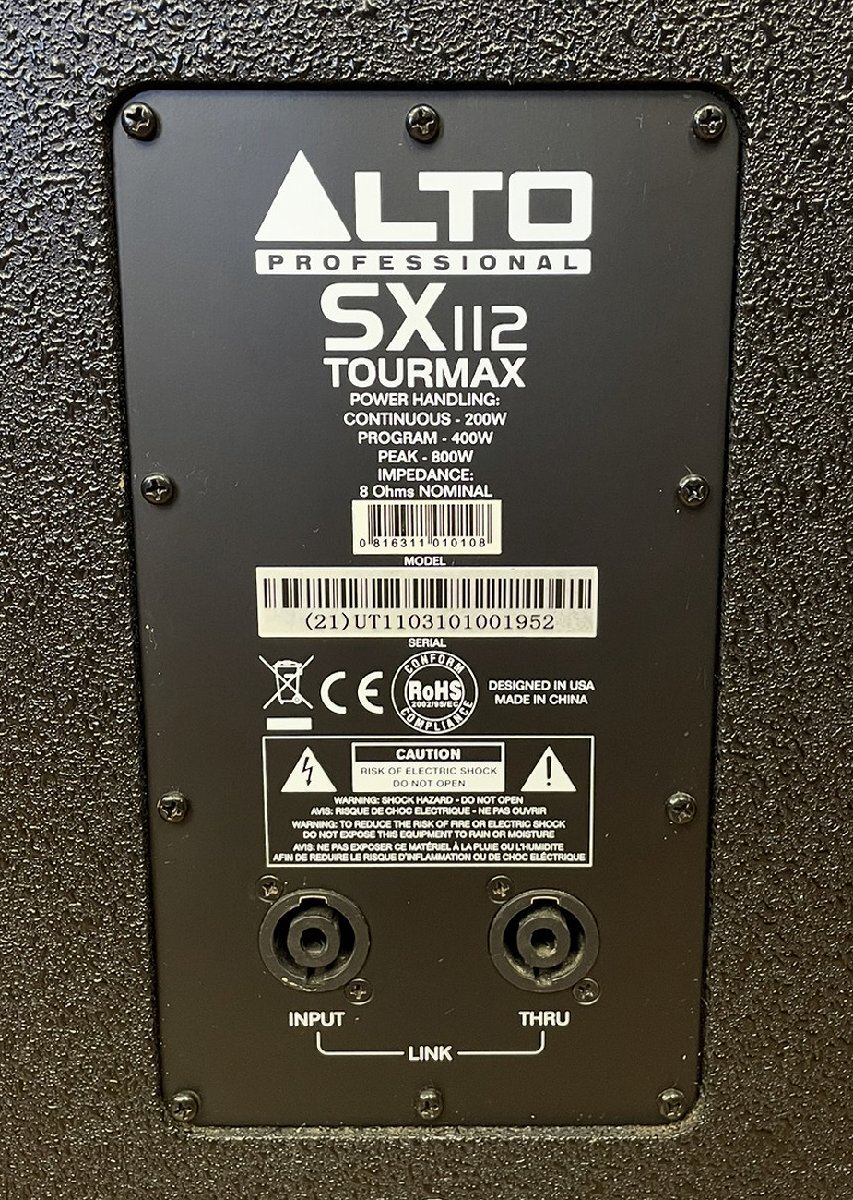 ALTO
PROFESSIONAL
SX112
TOURMAX
POWER HANDLING:
CONTINUOUS - 200W
PROGRAM - 400W
PEAK - 800W
IMPEDANCE:
8 Ohms NOMINAL
0 816311 010108
MODEL
(21)UT1103101001952
SERIAL
CE
CONFORM
RoHS
2002/95/EC
COMPLIANCE
DESIGNED IN USA
MADE IN CHINA
CAUTION
RISK OF ELECTRIC SHOCK
DO NOT OPEN
WARNING: SHOCK HAZARD - DO NOT OPEN
AVIS: RISQUE DE CHOC ELECTRIQUE - NE PAS OUVRIR
WARNING: TO REDUCE THE RISK OF FIRE OR ELECTRIC SHOCK
DO NOT EXPOSE THIS EQUIPMENT TO RAIN OR MOISTURE
AVIS: NE PAS EXPOSER CE MATÉRIEL À LA PLUIE OU L'HUMIDITE
AFIN DE REDUIRE LE RISQUE D'INFLAMMATION OU DE CHOC ELÉCTRIQUE
INPUT
THRU
LINK